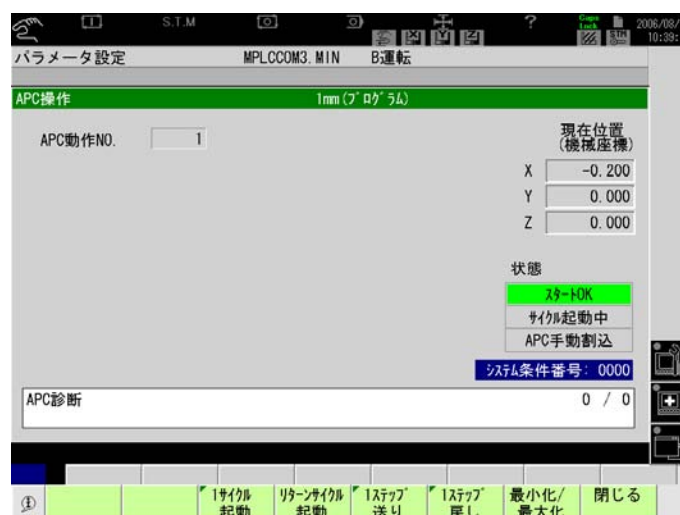 S.T.M
?
Caps Lock
2006/08/
10:39:
パラメータ設定 MPLCCOM3.MIN B運転
APC操作 1mm(ﾌﾟﾛｸﾞﾗﾑ)
APC動作NO. 1
現在位置
(機械座標)
X -0.200
Y 0.000
Z 0.000
状態
ｽﾀｰﾄOK
ｻｲｸﾙ起動中
APC手動割込
ｼｽﾃﾑ条件番号: 0000
APC診断 0 / 0
1ｻｲｸﾙ 起動
ﾘﾀｰﾝｻｲｸﾙ 起動
1ｽﾃｯﾌﾟ 送り
1ｽﾃｯﾌﾟ 戻し
最小化/ 最大化
閉じる